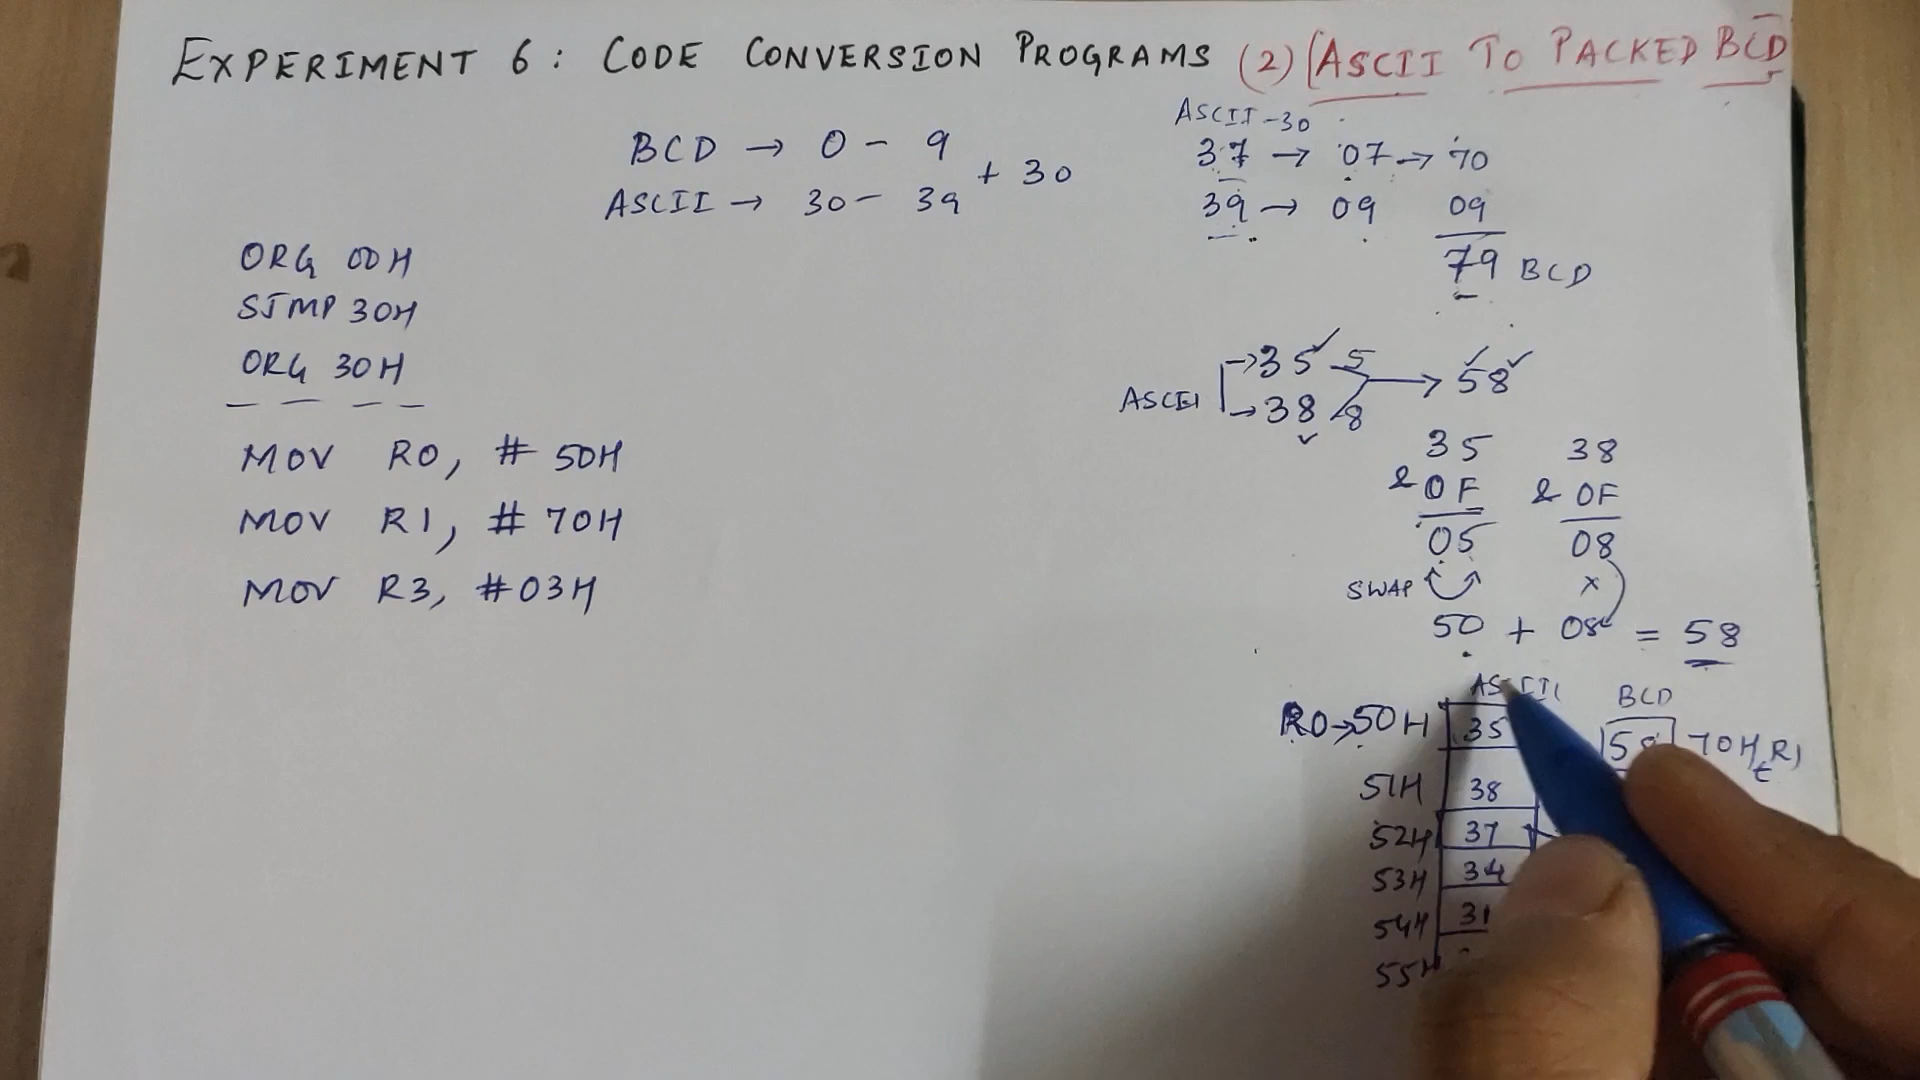 EXPERIMENT 6: CODE CONVERSION PROGRAMS (2) (ASCII TO PACKED BCD
BCD → 0 - 9
ASCII → 30 - 39 + 30
ASCII -30
37 → 07 → 70
39 → 09 09
79 BCD
ORG 00H
SJMP 30H
ORG 30H
MOV R0, # 50H
MOV R1, # 70H
MOV R3, #03H
ASCII → 35 5 → 58
→ 38 8
35 38
& 0F & 0F
05 08
SWAP
50 + 08 = 58
ASCII BCD
R0→50H 35 58 70H R1
51H 38
52H 37
53H 34
54H 31
55H